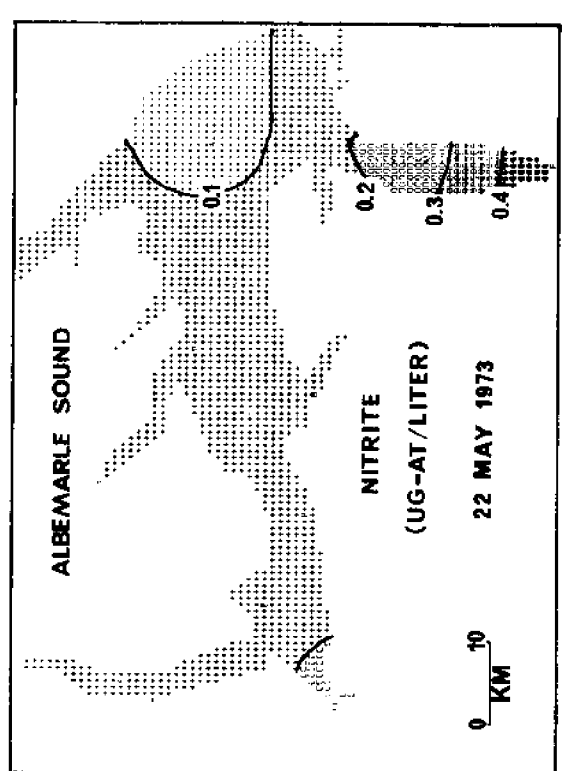 ALBEMARLE SOUND
0.1
0.2
0.3
0.4
NITRITE
(UG-AT/LITER)
22 MAY 1973
0 10
KM